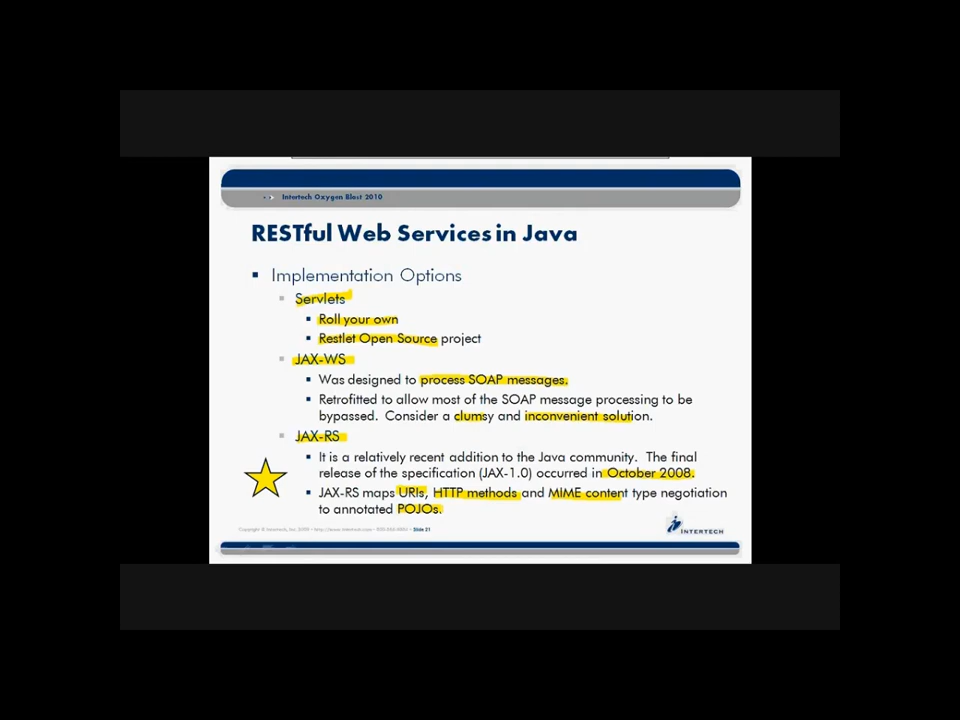 Intertech Oxygen Blast 2010
RESTful Web Services in Java
Implementation Options
Servlets
Roll your own
Restlet Open Source project
JAX-WS
Was designed to process SOAP messages.
Retrofitted to allow most of the SOAP message processing to be
bypassed. Consider a clumsy and inconvenient solution.
JAX-RS
It is a relatively recent addition to the Java community. The final
release of the specification (JAX-1.0) occurred in October 2008.
JAX-RS maps URIs, HTTP methods and MIME content type negotiation
to annotated POJOs.
Slide 21
INTERTECH